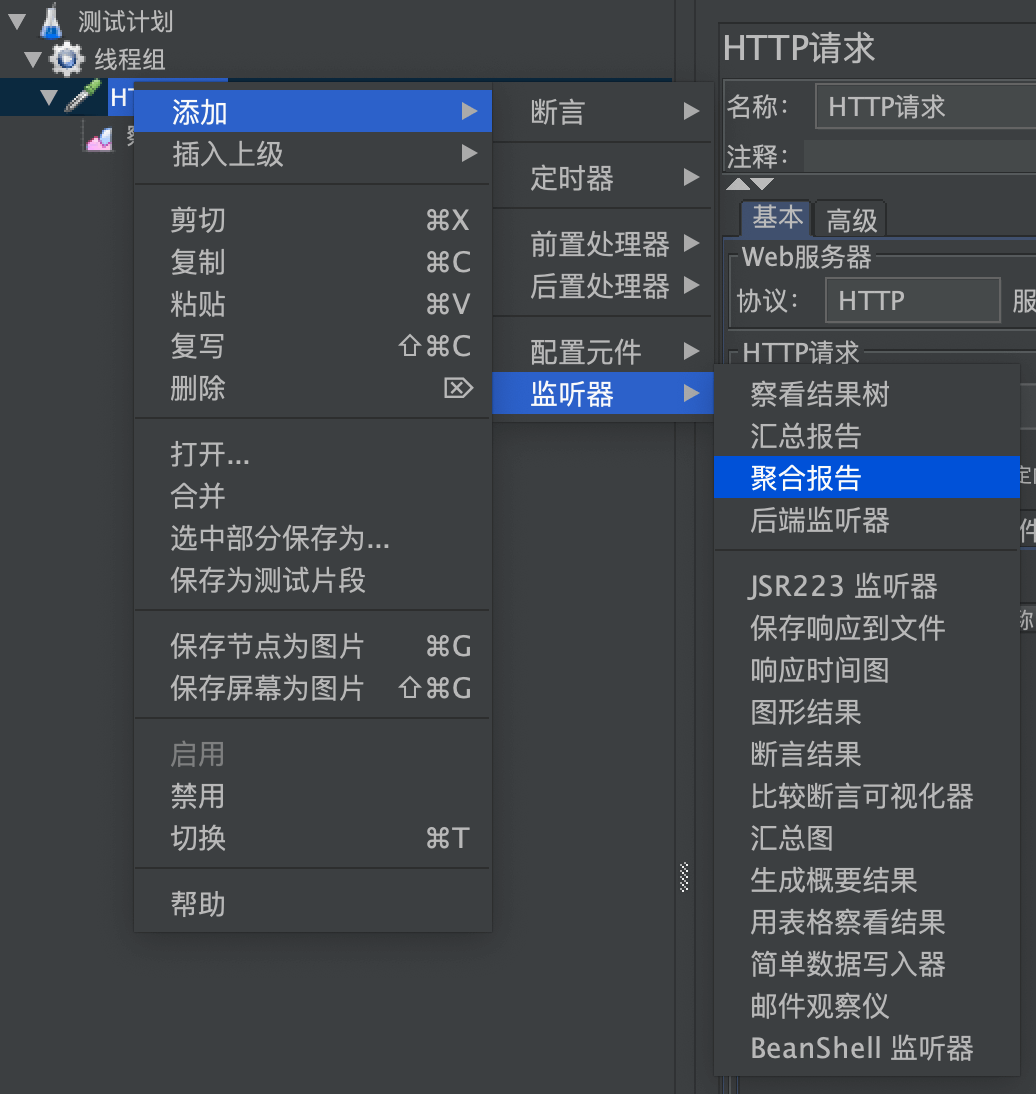 测试计划
线程组
HT
添加
插入上级
剪切 ⌘X
复制 ⌘C
粘贴 ⌘V
复写 ⇧⌘C
删除 ⌦
打开...
合并
选中部分保存为...
保存为测试片段
保存节点为图片 ⌘G
保存屏幕为图片 ⇧⌘G
启用
禁用
切换 ⌘T
帮助
断言
定时器
前置处理器
后置处理器
配置元件
监听器
察看结果树
汇总报告
聚合报告
后端监听器
JSR223 监听器
保存响应到文件
响应时间图
图形结果
断言结果
比较断言可视化器
汇总图
生成概要结果
用表格察看结果
简单数据写入器
邮件观察仪
BeanShell 监听器
HTTP请求
名称： HTTP请求
注释：
基本 高级
Web服务器
协议： HTTP 服
HTTP请求